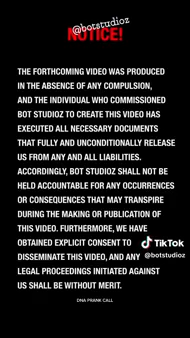 @botstudioz
NOTICE!
THE FORTHCOMING VIDEO WAS PRODUCED
IN THE ABSENCE OF ANY COMPULSION,
AND THE INDIVIDUAL WHO COMMISSIONED
BOT STUDIOZ TO CREATE THIS VIDEO HAS
EXECUTED ALL NECESSARY DOCUMENTS
THAT FULLY AND UNCONDITIONALLY RELEASE
US FROM ANY AND ALL LIABILITIES.
ACCORDINGLY, BOT STUDIOZ SHALL NOT BE
HELD ACCOUNTABLE FOR ANY OCCURRENCES
OR CONSEQUENCES THAT MAY TRANSPIRE
DURING THE MAKING OR PUBLICATION OF
THIS VIDEO. FURTHERMORE, WE HAVE
OBTAINED EXPLICIT CONSENT TO
DISSEMINATE THIS VIDEO, AND ANY
LEGAL PROCEEDINGS INITIATED AGAINST
US SHALL BE WITHOUT MERIT.
TikTok
@botstudioz
DNA PRANK CALL